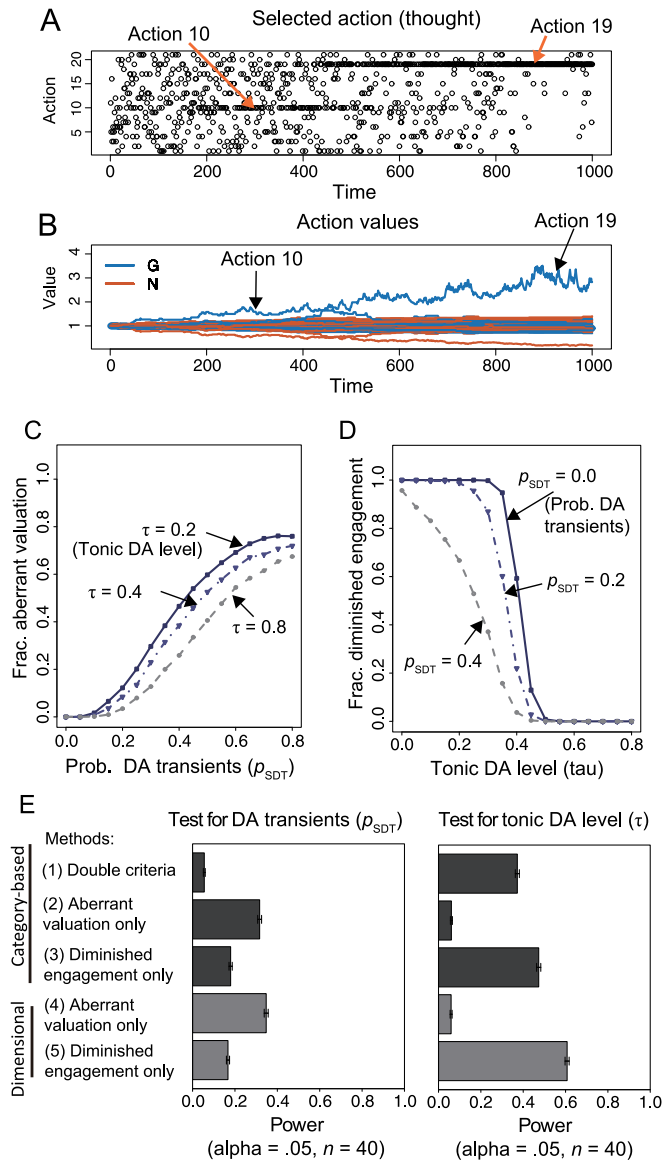 A
Selected action (thought)
Action 10
Action 19
Action
20
15
10
5
0
200
400
600
800
1000
Time
B
Action values
Action 19
Action 10
G
N
Value
4
3
2
1
0
200
400
600
800
1000
Time
C
Frac. aberrant valuation
1.0
0.8
0.6
0.4
0.2
0.0
τ = 0.2
(Tonic DA level)
τ = 0.4
τ = 0.8
0.0
0.2
0.4
0.6
0.8
Prob. DA transients (pSDT)
D
Frac. diminished engagement
1.0
0.8
0.6
0.4
0.2
0.0
pSDT = 0.0
(Prob. DA
transients)
pSDT = 0.2
pSDT = 0.4
0.0
0.2
0.4
0.6
0.8
Tonic DA level (tau)
E
Methods:
Test for DA transients (pSDT)
Test for tonic DA level (τ)
Category-based
(1) Double criteria
(2) Aberrant
valuation only
(3) Diminished
engagement only
Dimensional
(4) Aberrant
valuation only
(5) Diminished
engagement only
0.0 0.2 0.4 0.6 0.8 1.0
Power
(alpha = .05, n = 40)
0.0 0.2 0.4 0.6 0.8 1.0
Power
(alpha = .05, n = 40)